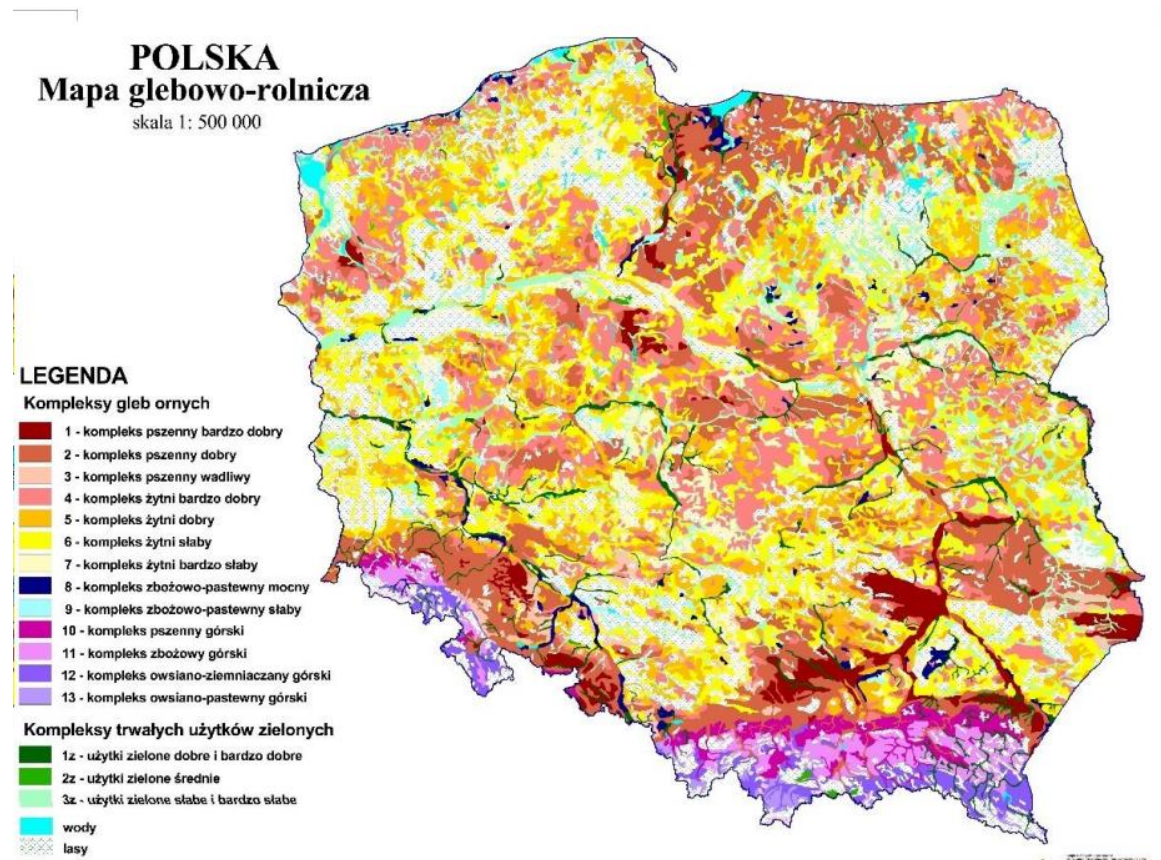 POLSKA
Mapa glebowo-rolnicza
skala 1: 500 000
LEGENDA
Kompleksy gleb ornych
1 - kompleks pszenny bardzo dobry
2 - kompleks pszenny dobry
3 - kompleks pszenny wadliwy
4 - kompleks żytni bardzo dobry
5 - kompleks żytni dobry
6 - kompleks żytni słaby
7 - kompleks żytni bardzo słaby
8 - kompleks zbożowo-pastewny mocny
9 - kompleks zbożowo-pastewny słaby
10 - kompleks pszenny górski
11 - kompleks zbożowy górski
12 - kompleks owsiano-ziemniaczany górski
13 - kompleks owsiano-pastewny górski
Kompleksy trwałych użytków zielonych
1z - użytki zielone dobre i bardzo dobre
2z - użytki zielone średnie
3z - użytki zielone słabe i bardzo słabe
wody
lasy